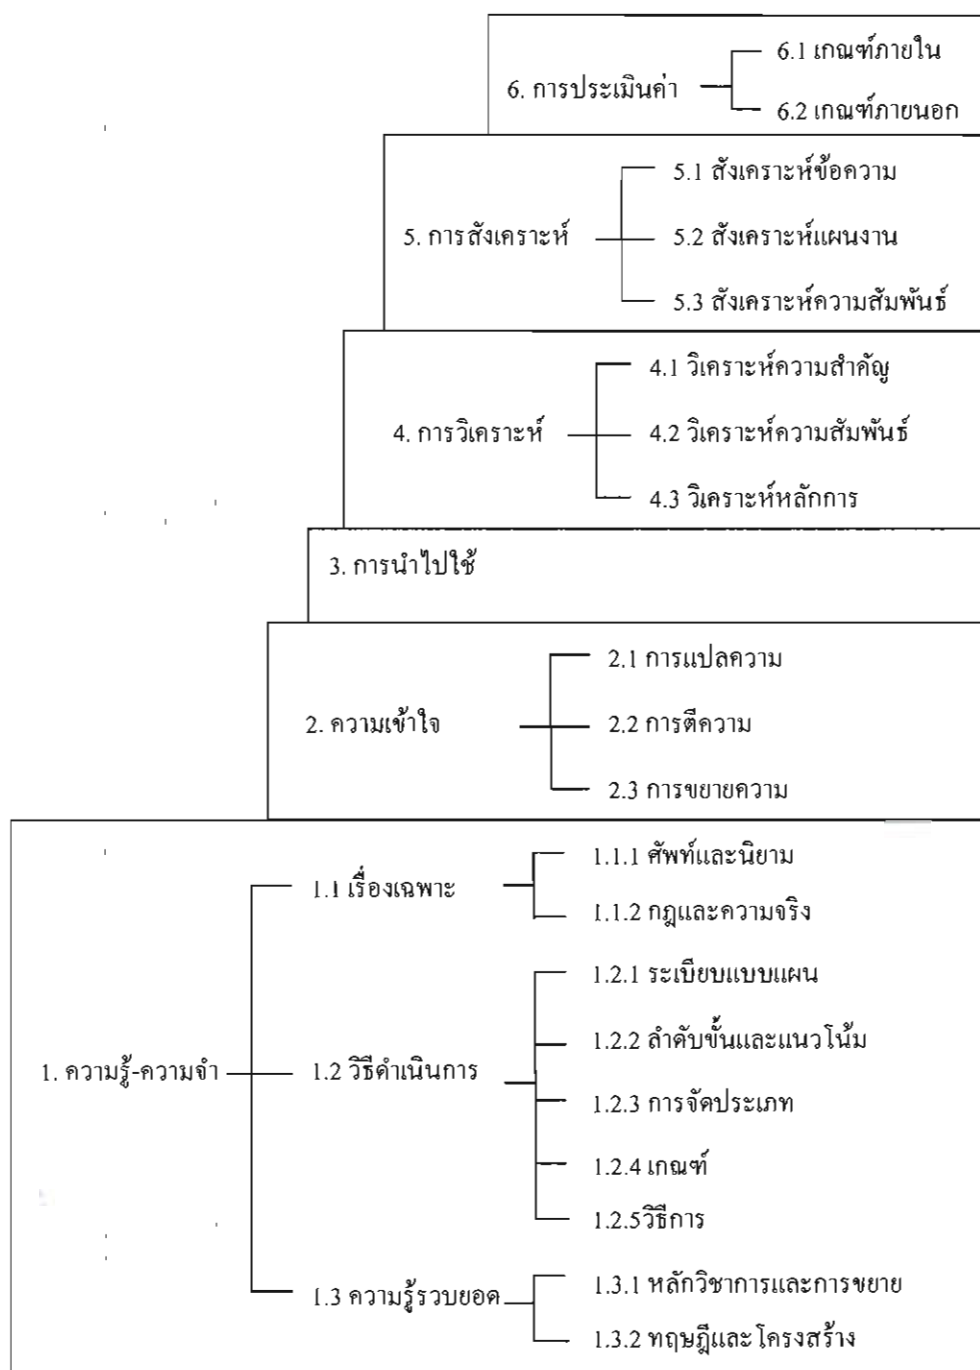 6.1 เกณฑ์ภายใน
6. การประเมินค่า
6.2 เกณฑ์ภายนอก
5.1 สังเคราะห์ข้อความ
5. การสังเคราะห์
5.2 สังเคราะห์แผนงาน
5.3 สังเคราะห์ความสัมพันธ์
4.1 วิเคราะห์ความสำคัญ
4. การวิเคราะห์
4.2 วิเคราะห์ความสัมพันธ์
4.3 วิเคราะห์หลักการ
3. การนำไปใช้
2.1 การแปลความ
2. ความเข้าใจ
2.2 การตีความ
2.3 การขยายความ
1.1.1 ศัพท์และนิยาม
1.1 เรื่องเฉพาะ
1.1.2 กฎและความจริง
1.2.1 ระเบียบแบบแผน
1.2.2 ลำดับขั้นและแนวโน้ม
1. ความรู้-ความจำ
1.2 วิธีดำเนินการ
1.2.3 การจัดประเภท
1.2.4 เกณฑ์
1.2.5วิธีการ
1.3.1 หลักวิชาการและการขยาย
1.3 ความรู้รวบยอด
1.3.2 ทฤษฎีและโครงสร้าง